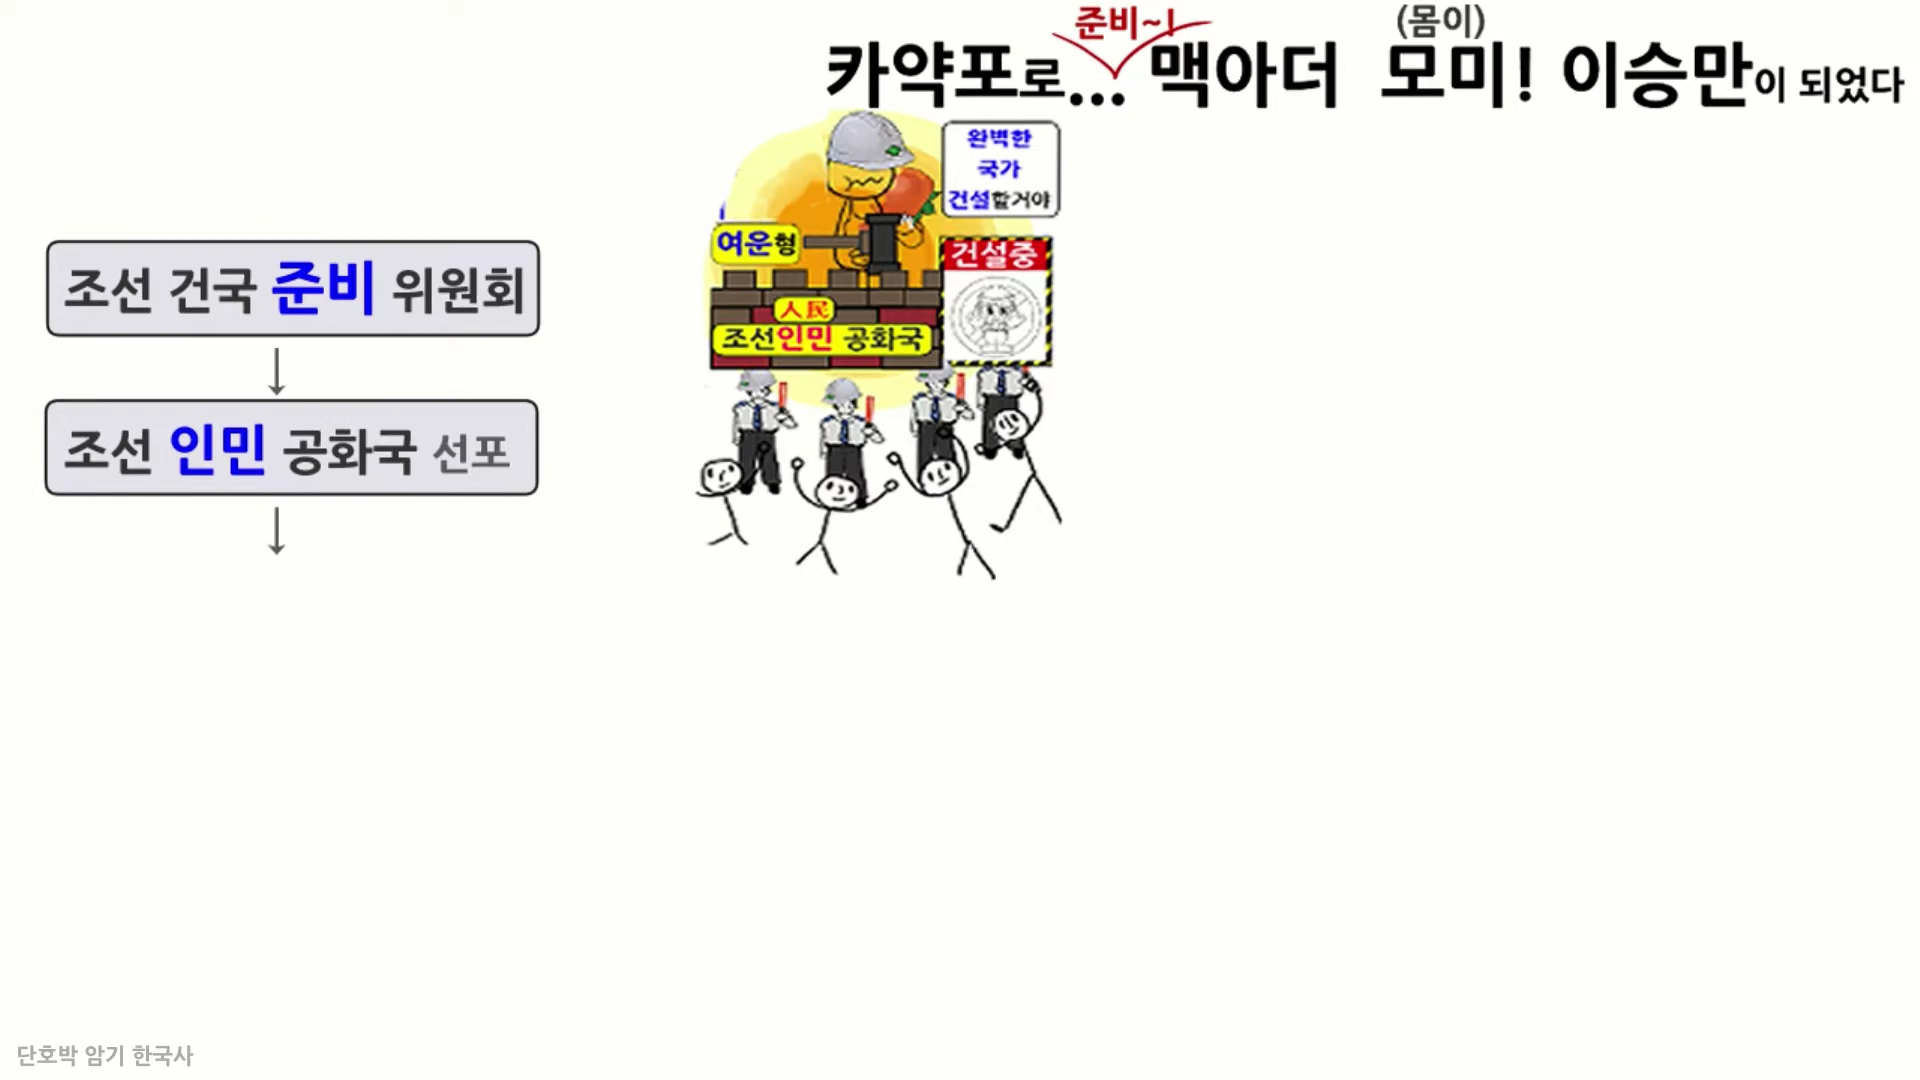 준비~!
(몸이)
카약포로... 맥아더 모미! 이승만이 되었다
완벽한
국가
건설할거야
여운형
건설중
人民
조선인민 공화국
조선 건국 준비 위원회
조선 인민 공화국 선포
단호박 암기 한국사